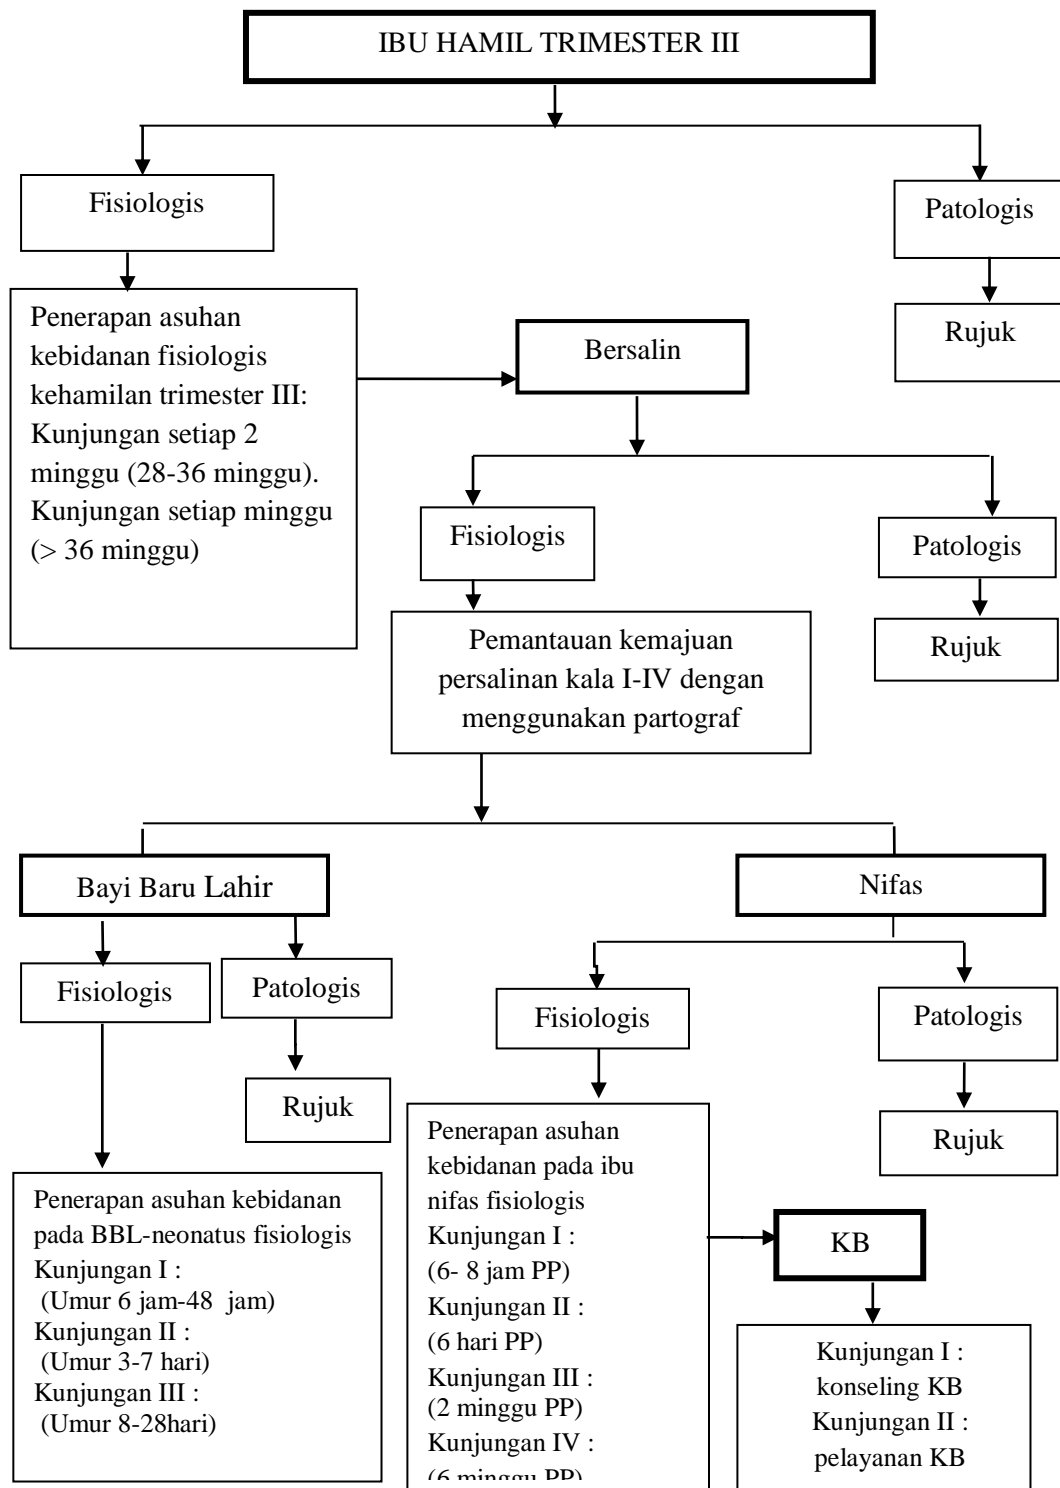 IBU HAMIL TRIMESTER III
Fisiologis
Patologis
Penerapan asuhan
kebidanan fisiologis
kehamilan trimester III:
Kunjungan setiap 2
minggu (28-36 minggu).
Kunjungan setiap minggu
(> 36 minggu)
Rujuk
Bersalin
Fisiologis
Patologis
Rujuk
Pemantauan kemajuan
persalinan kala I-IV dengan
menggunakan partograf
Bayi Baru Lahir
Nifas
Fisiologis
Patologis
Rujuk
Fisiologis
Patologis
Rujuk
Penerapan asuhan kebidanan
pada BBL-neonatus fisiologis
Kunjungan I :
(Umur 6 jam-48 jam)
Kunjungan II :
(Umur 3-7 hari)
Kunjungan III :
(Umur 8-28hari)
Penerapan asuhan
kebidanan pada ibu
nifas fisiologis
Kunjungan I :
(6- 8 jam PP)
Kunjungan II :
(6 hari PP)
Kunjungan III :
(2 minggu PP)
Kunjungan IV :
(6 minggu PP)
KB
Kunjungan I :
konseling KB
Kunjungan II :
pelayanan KB